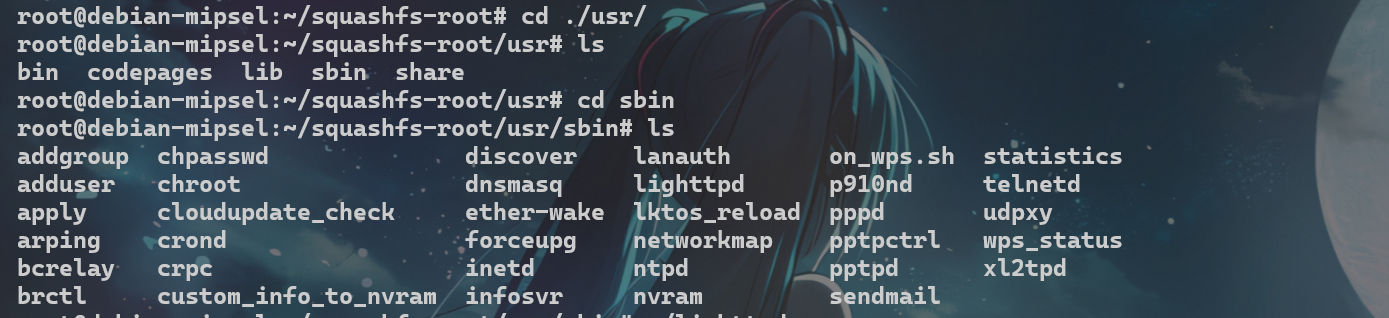 root@debian-mipsel:~/squashfs-root# cd ./usr/
root@debian-mipsel:~/squashfs-root/usr# ls
bin  codepages  lib  sbin  share
root@debian-mipsel:~/squashfs-root/usr# cd sbin
root@debian-mipsel:~/squashfs-root/usr/sbin# ls
addgroup  chpasswd              discover    lanauth       on_wps.sh  statistics
adduser   chroot                dnsmasq     lighttpd      p910nd     telnetd
apply     cloudupdate_check     ether-wake  lktos_reload  pppd       udpxy
arping    crond                 forceupg    networkmap    pptpctrl   wps_status
bcrelay   crpc                  inetd       ntpd          pptpd      xl2tpd
brctl     custom_info_to_nvram  infosvr     nvram         sendmail